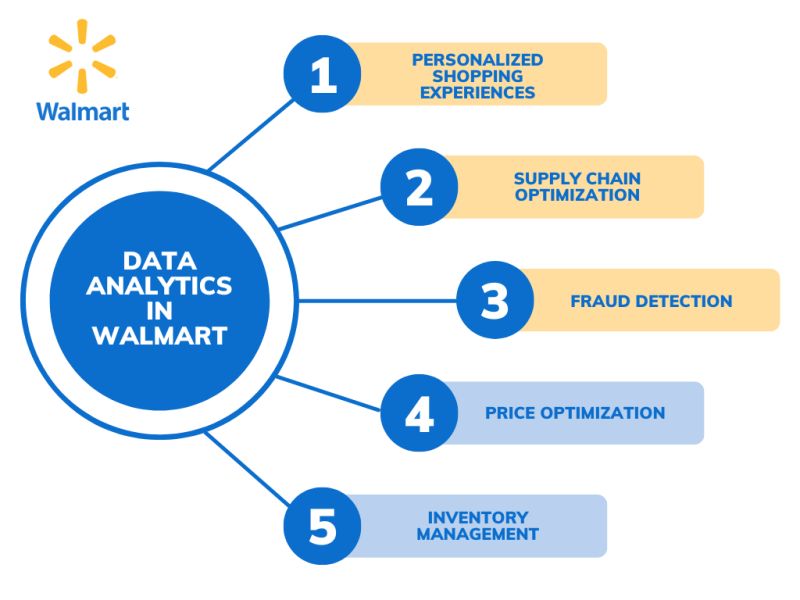 Walmart
DATA
ANALYTICS
IN
WALMART
1
PERSONALIZED
SHOPPING
EXPERIENCES
2
SUPPLY CHAIN
OPTIMIZATION
3
FRAUD DETECTION
4
PRICE OPTIMIZATION
5
INVENTORY
MANAGEMENT